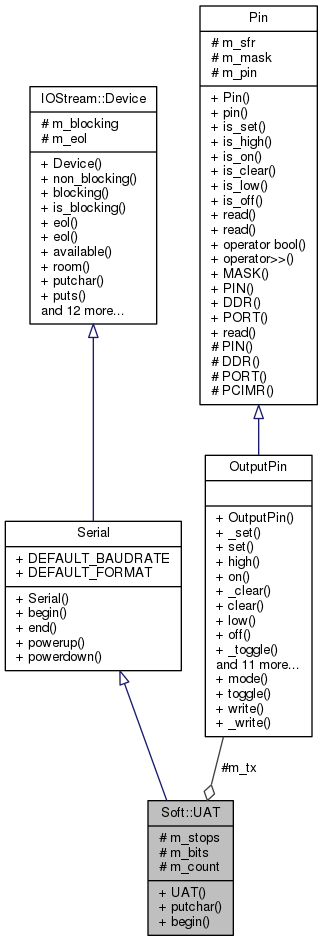 Pin
# m_sfr
# m_mask
# m_pin
+ Pin()
+ pin()
+ is_set()
+ is_high()
+ is_on()
+ is_clear()
+ is_low()
+ is_off()
+ read()
+ read()
+ operator bool()
+ operator>>()
+ MASK()
+ PIN()
+ DDR()
+ PORT()
+ read()
# PIN()
# DDR()
# PORT()
# PCIMR()
IOStream::Device
# m_blocking
# m_eol
+ Device()
+ non_blocking()
+ blocking()
+ is_blocking()
+ eol()
+ eol()
+ available()
+ room()
+ putchar()
+ puts()
and 12 more...
OutputPin
+ OutputPin()
+ _set()
+ set()
+ high()
+ on()
+ _clear()
+ clear()
+ low()
+ off()
+ _toggle()
and 11 more...
+ mode()
+ toggle()
+ write()
+ _write()
Serial
+ DEFAULT_BAUDRATE
+ DEFAULT_FORMAT
+ Serial()
+ begin()
+ end()
+ powerup()
+ powerdown()
#m_tx
Soft::UAT
# m_stops
# m_bits
# m_count
+ UAT()
+ putchar()
+ begin()